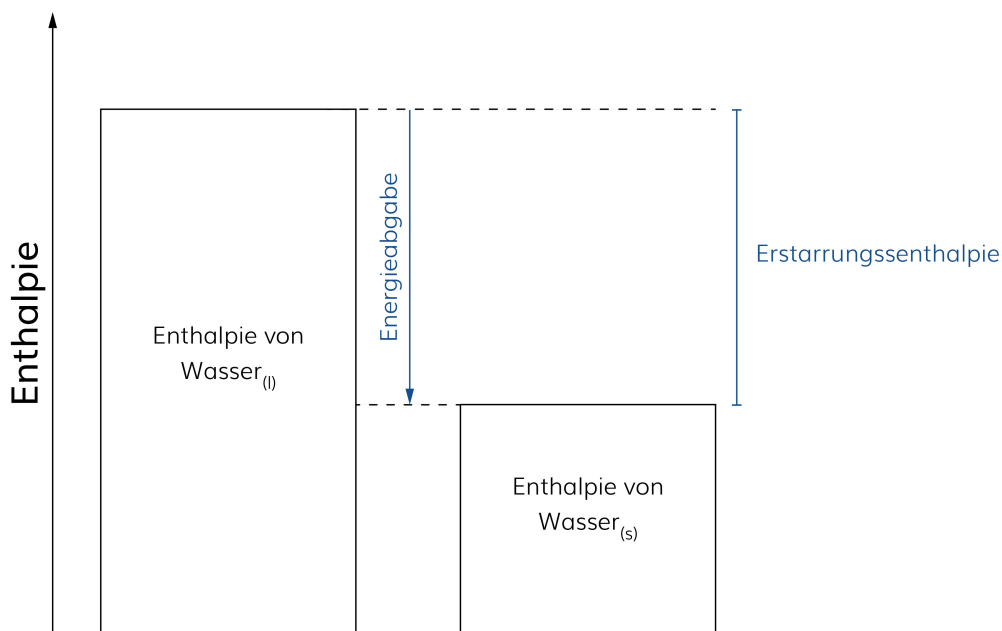 Enthalpie
Enthalpie von
Wasser(l)
Energieabgabe
Erstarrungssenthalpie
Enthalpie von
Wasser(s)